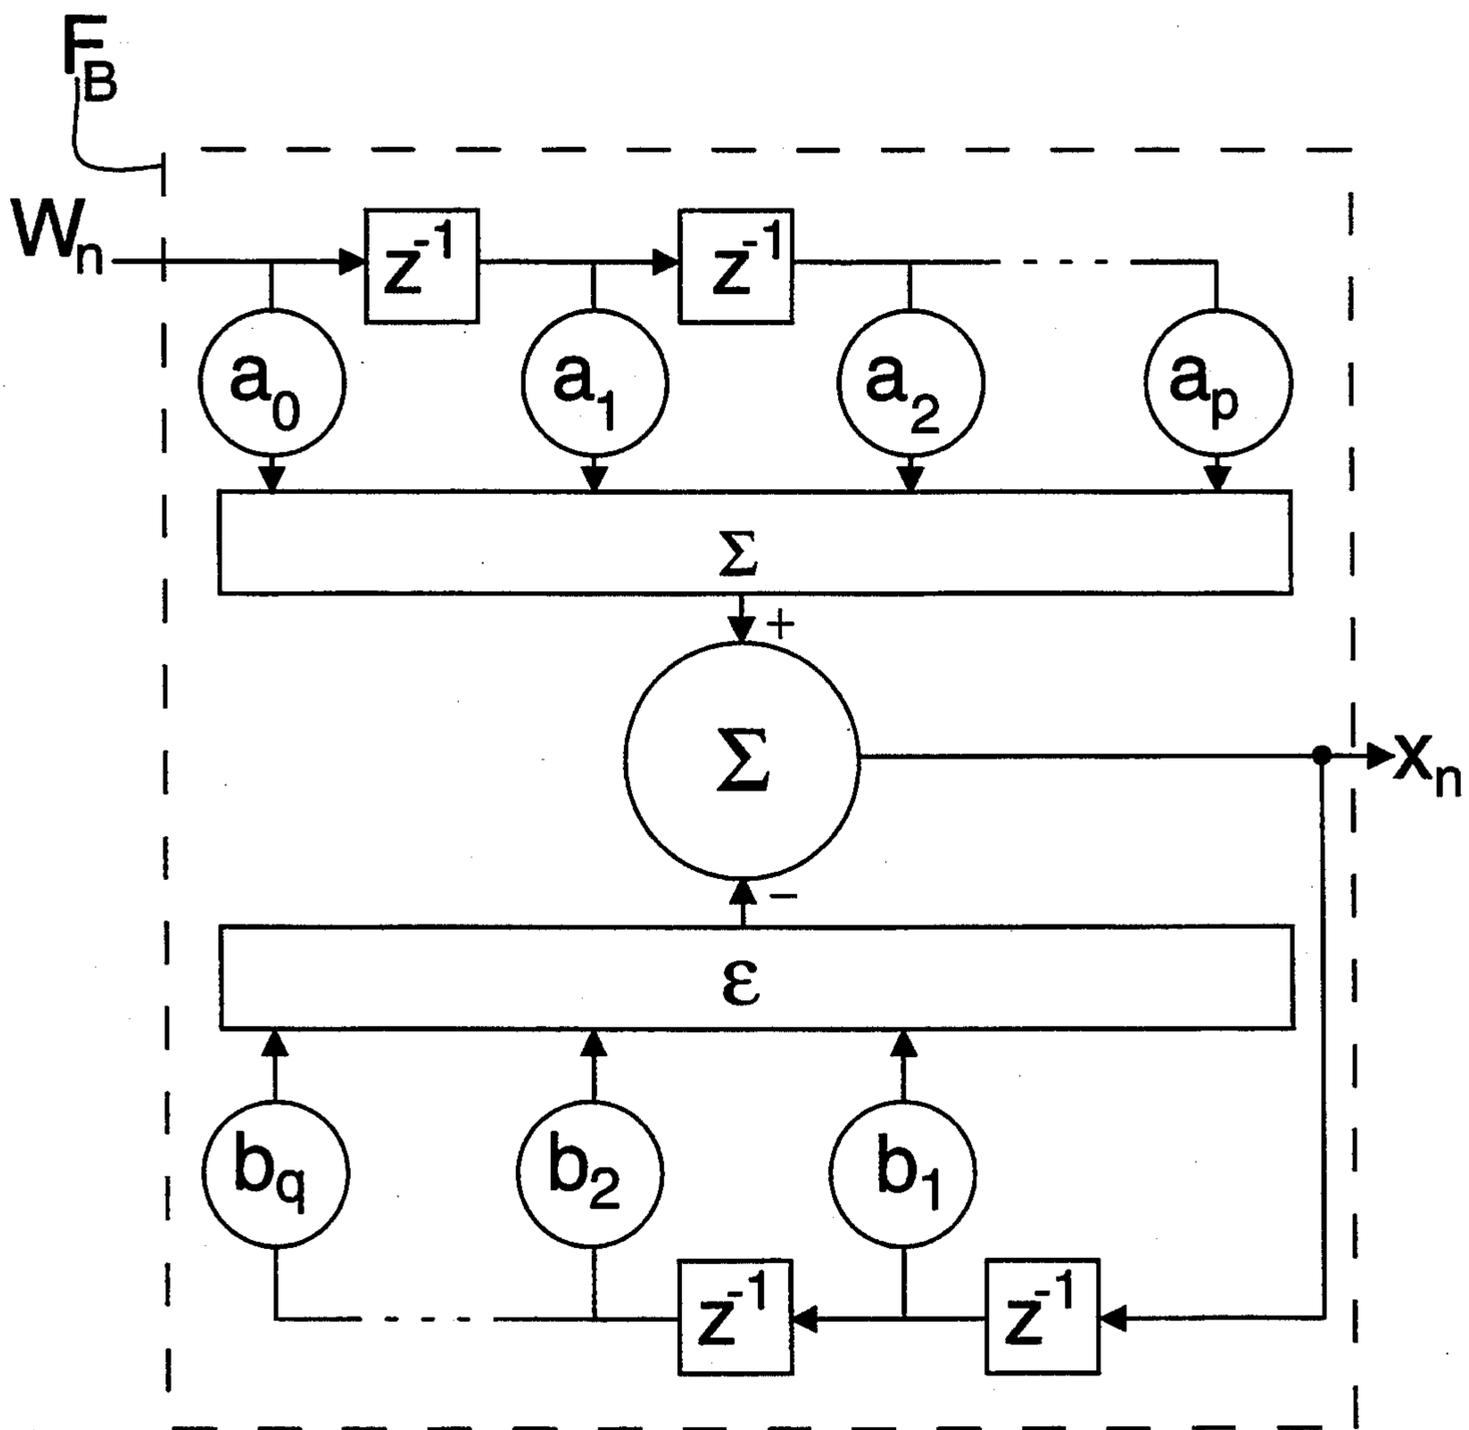 F_B
W_n
z^-1 z^-1
a_0 a_1 a_2 a_p
Σ
+
Σ
x_n
−
ε
b_q b_2 b_1
z^-1 z^-1